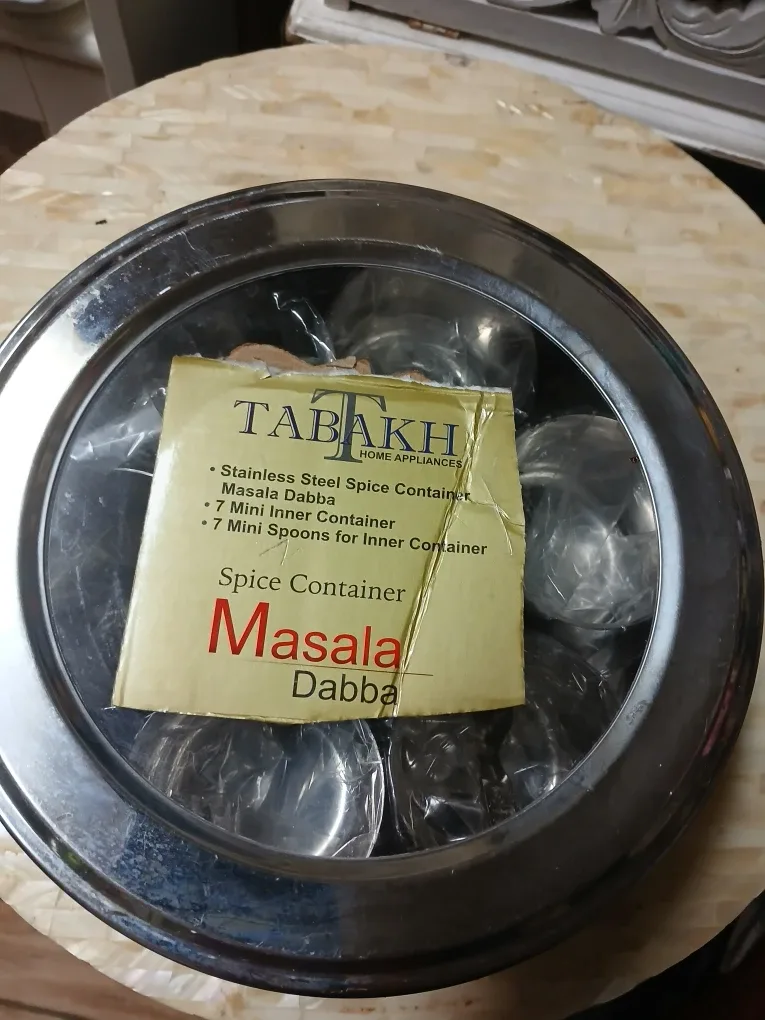 TABAKH
HOME APPLIANCES
• Stainless Steel Spice Container
Masala Dabba
• 7 Mini Inner Container
• 7 Mini Spoons for Inner Container
Spice Container
Masala
Dabba